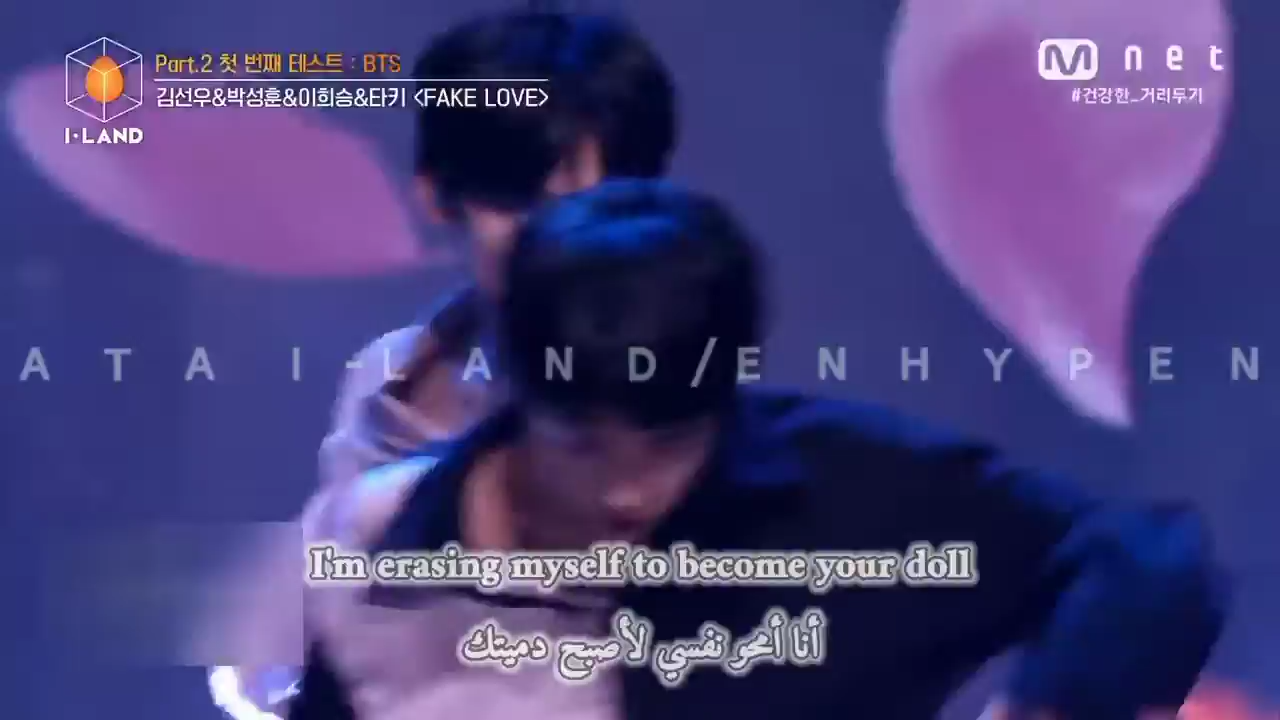 Part.2 첫 번째 테스트 : BTS
김선우&박성훈&이희승&타키 <FAKE LOVE>
I·LAND
Mnet
#건강한_거리두기
ATA I-LAND/ENHYPEN
I'm erasing myself to become your doll
أنا أمحو نفسي لأصبح دميتك